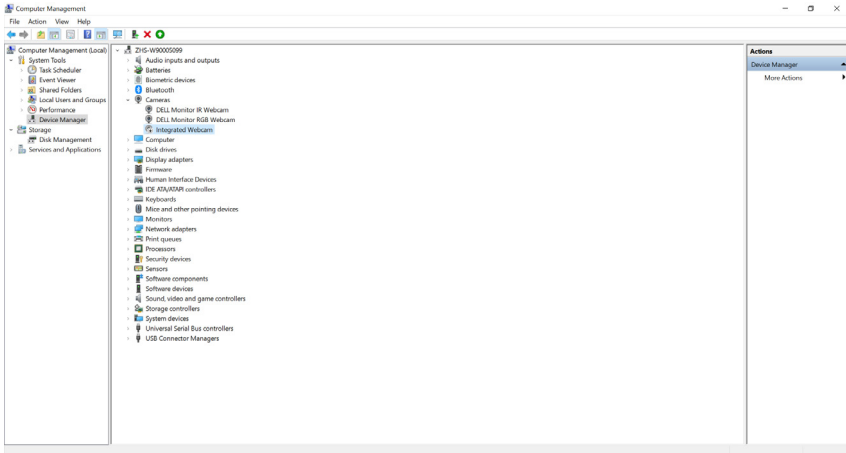 Computer Management
File Action View Help
Computer Management (Local)
System Tools
Task Scheduler
Event Viewer
Shared Folders
Local Users and Groups
Performance
Device Manager
Storage
Disk Management
Services and Applications
ZHS-W90005099
Audio inputs and outputs
Batteries
Biometric devices
Bluetooth
Cameras
DELL Monitor IR Webcam
DELL Monitor RGB Webcam
Integrated Webcam
Computer
Disk drives
Display adapters
Firmware
Human Interface Devices
IDE ATA/ATAPI controllers
Keyboards
Mice and other pointing devices
Monitors
Network adapters
Print queues
Processors
Security devices
Sensors
Software components
Software devices
Sound, video and game controllers
Storage controllers
System devices
Universal Serial Bus controllers
USB Connector Managers
Actions
Device Manager
More Actions